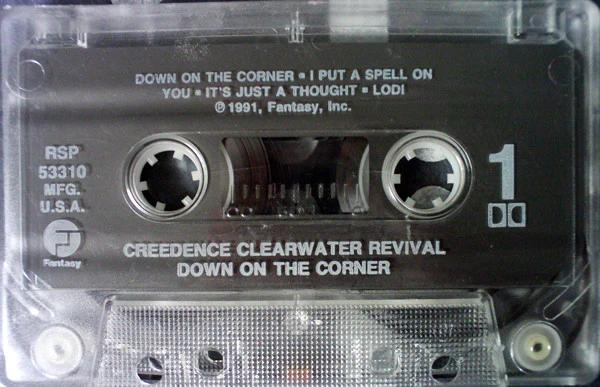 DOWN ON THE CORNER • I PUT A SPELL ON
YOU • IT'S JUST A THOUGHT • LODI
℗ 1991, Fantasy, Inc.
RSP
53310
MFG.
U.S.A.
Fantasy
1
CREEDENCE CLEARWATER REVIVAL
DOWN ON THE CORNER